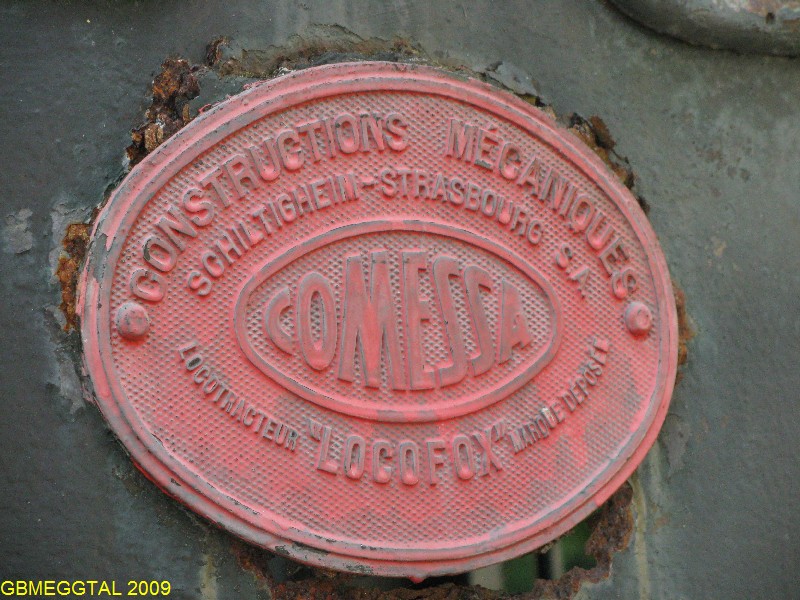 CONSTRUCTIONS MÉCANIQUES
SCHILTIGHEIM-STRASBOURG S.A.
COMESSA
LOCOTRACTEUR "LOCOFOX" MARQUE DÉPOSÉE
GBMEGGTAL 2009